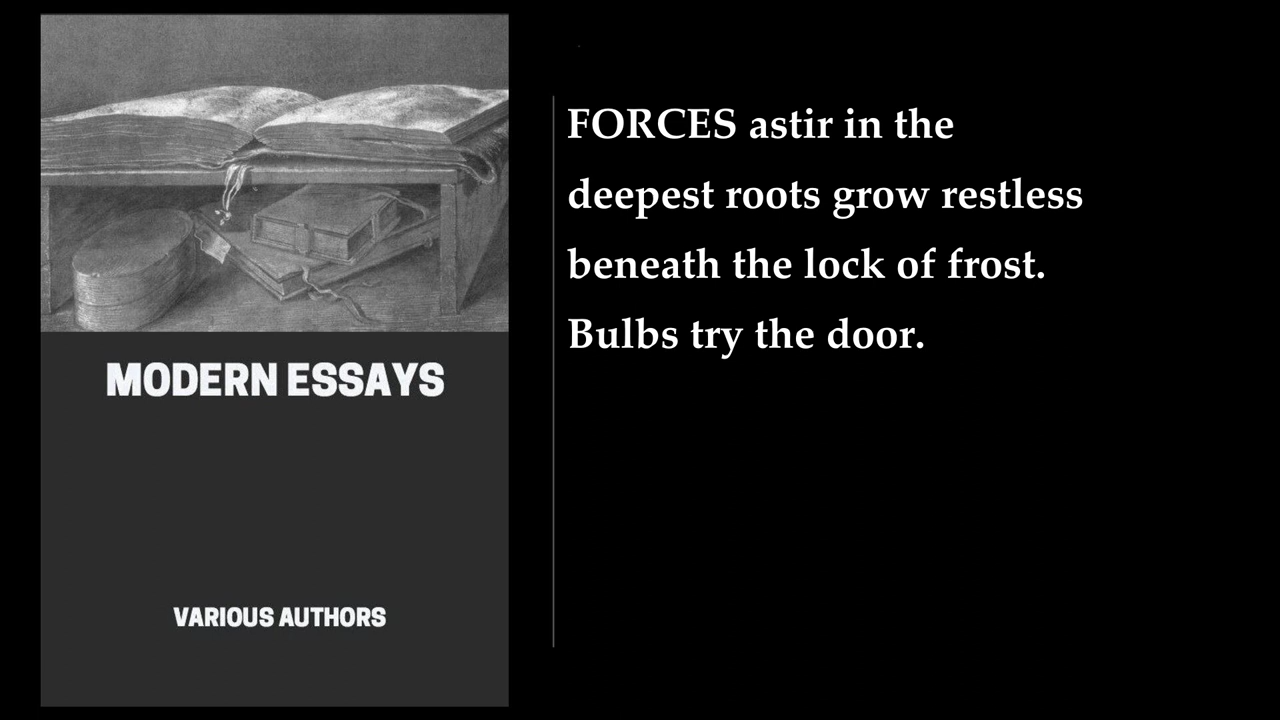 MODERN ESSAYS
VARIOUS AUTHORS
FORCES astir in the
deepest roots grow restless
beneath the lock of frost.
Bulbs try the door.